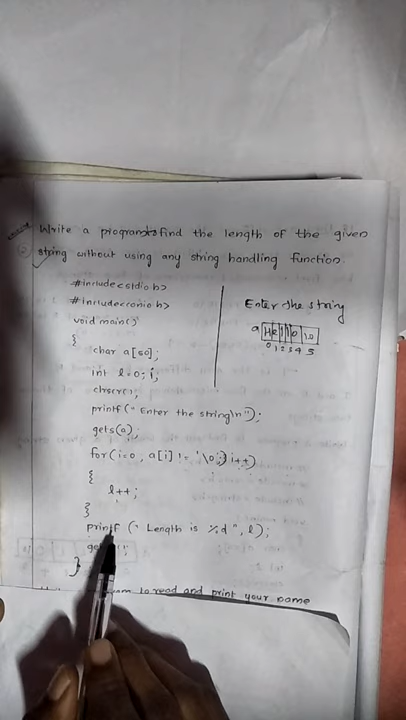 Write a program to find the length of the given
string without using any string handling function.
#include<stdio.h>
#include<conio.h>
void main()
{
char a[50];
int l=0, i;
clrscr();
printf("Enter the string\n");
gets(a);
for(i=0, a[i]!='\0'; i++)
{
l++;
}
printf("Length is %d", l);
}
Enter the string
a Hello \0
0 1 2 3 4 5
to read and print your name